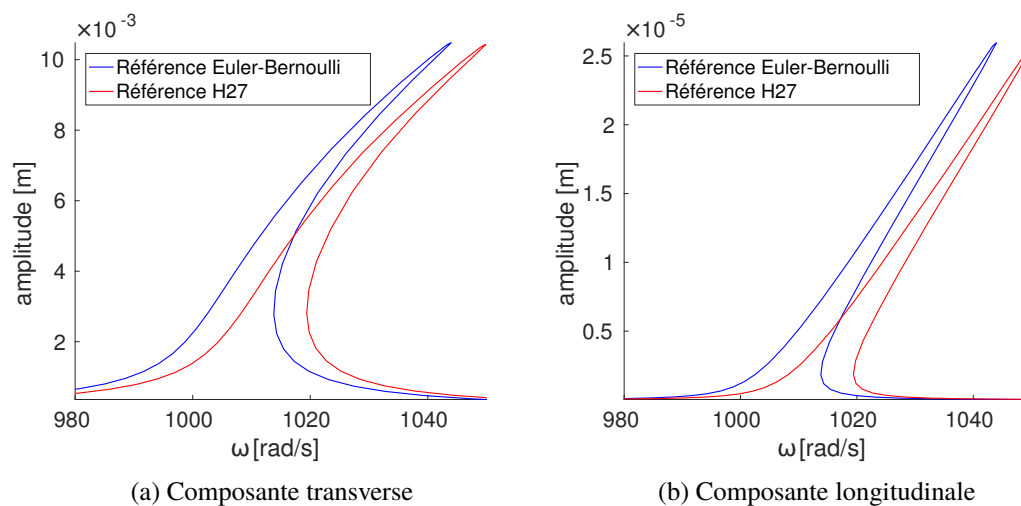 ×10 -3
10
8
6
4
2
amplitude [m]
Référence Euler-Bernoulli
Référence H27
980
1000
1020
1040
ω[rad/s]
(a) Composante transverse
×10 -5
2.5
2
1.5
1
0.5
amplitude [m]
Référence Euler-Bernoulli
Référence H27
980
1000
1020
1040
ω[rad/s]
(b) Composante longitudinale